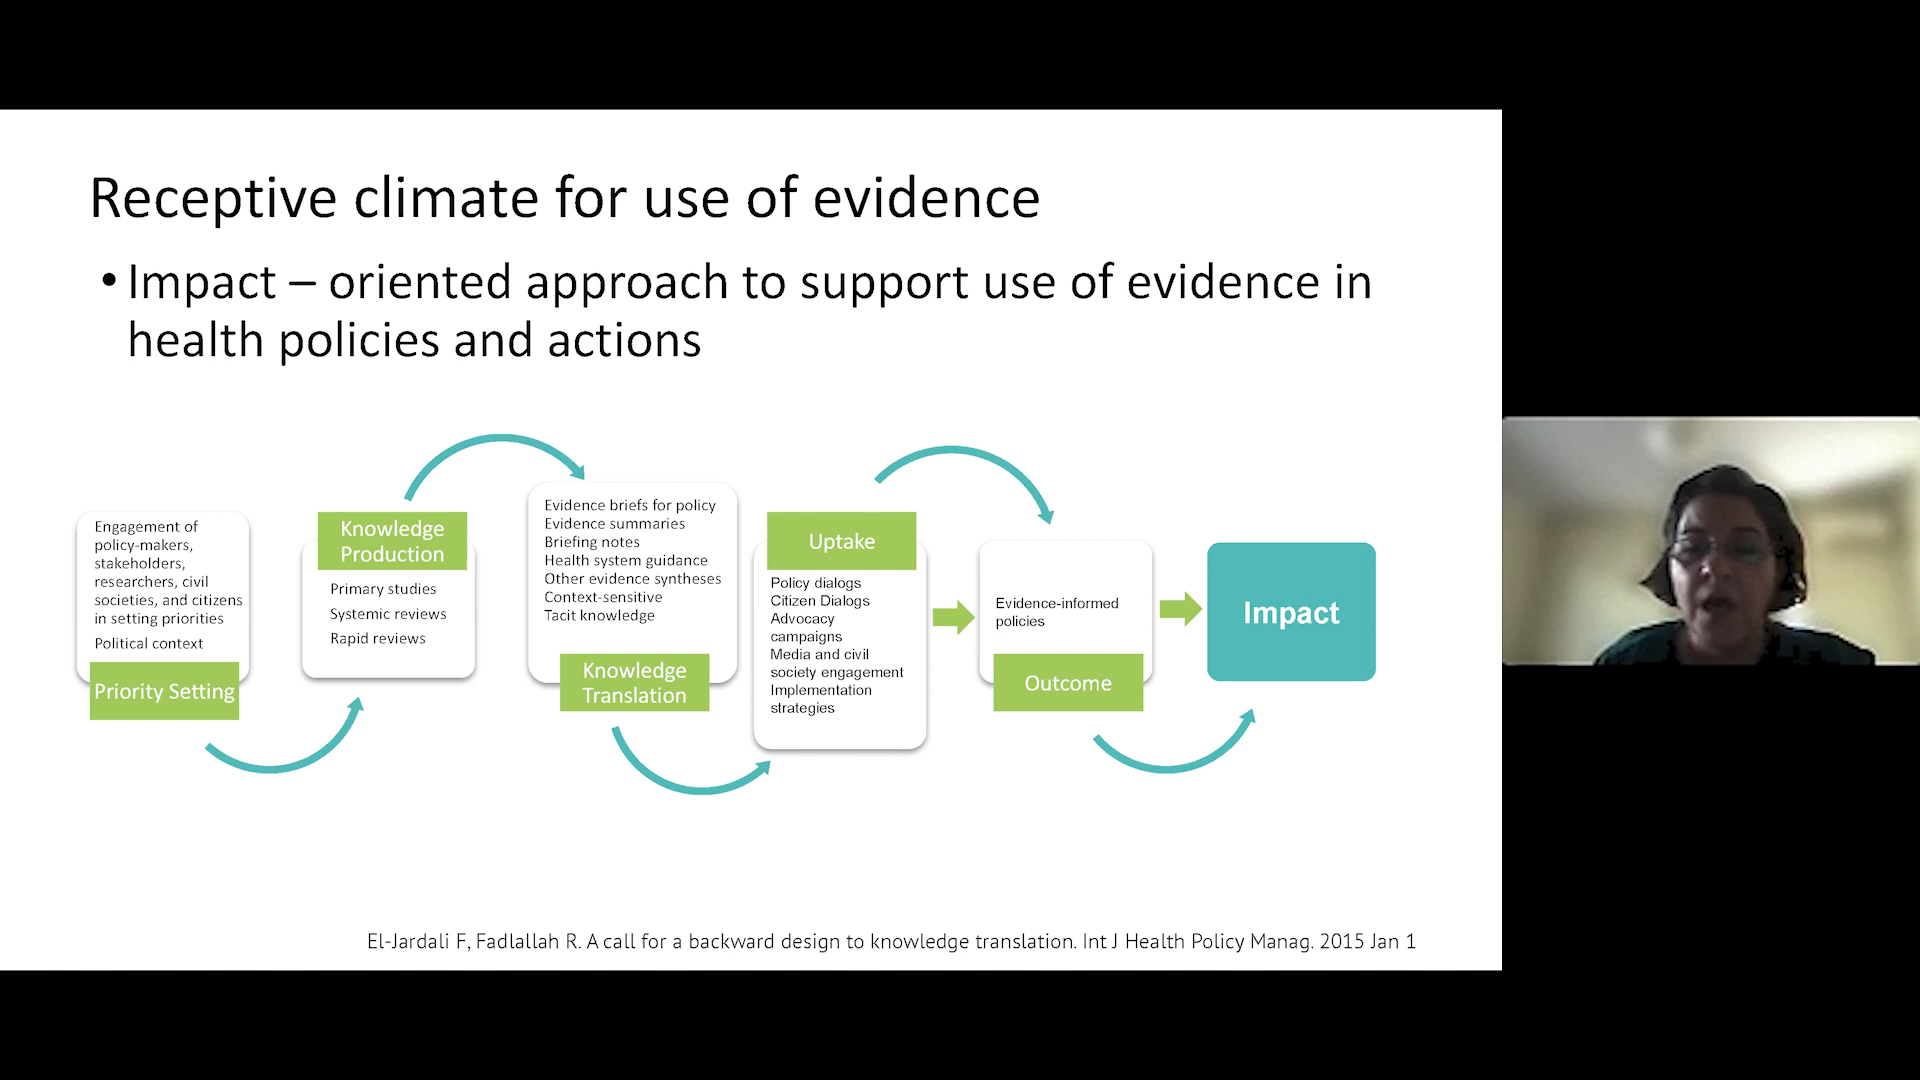 Receptive climate for use of evidence
• Impact – oriented approach to support use of evidence in
health policies and actions
Engagement of
policy-makers,
stakeholders,
researchers, civil
societies, and citizens
in setting priorities
Political context
Priority Setting
Knowledge
Production
Primary studies
Systemic reviews
Rapid reviews
Evidence briefs for policy
Evidence summaries
Briefing notes
Health system guidance
Other evidence syntheses
Context-sensitive
Tacit knowledge
Knowledge
Translation
Uptake
Policy dialogs
Citizen Dialogs
Advocacy
campaigns
Media and civil
society engagement
Implementation
strategies
Evidence-informed
policies
Outcome
Impact
El-Jardali F, Fadlallah R. A call for a backward design to knowledge translation. Int J Health Policy Manag. 2015 Jan 1